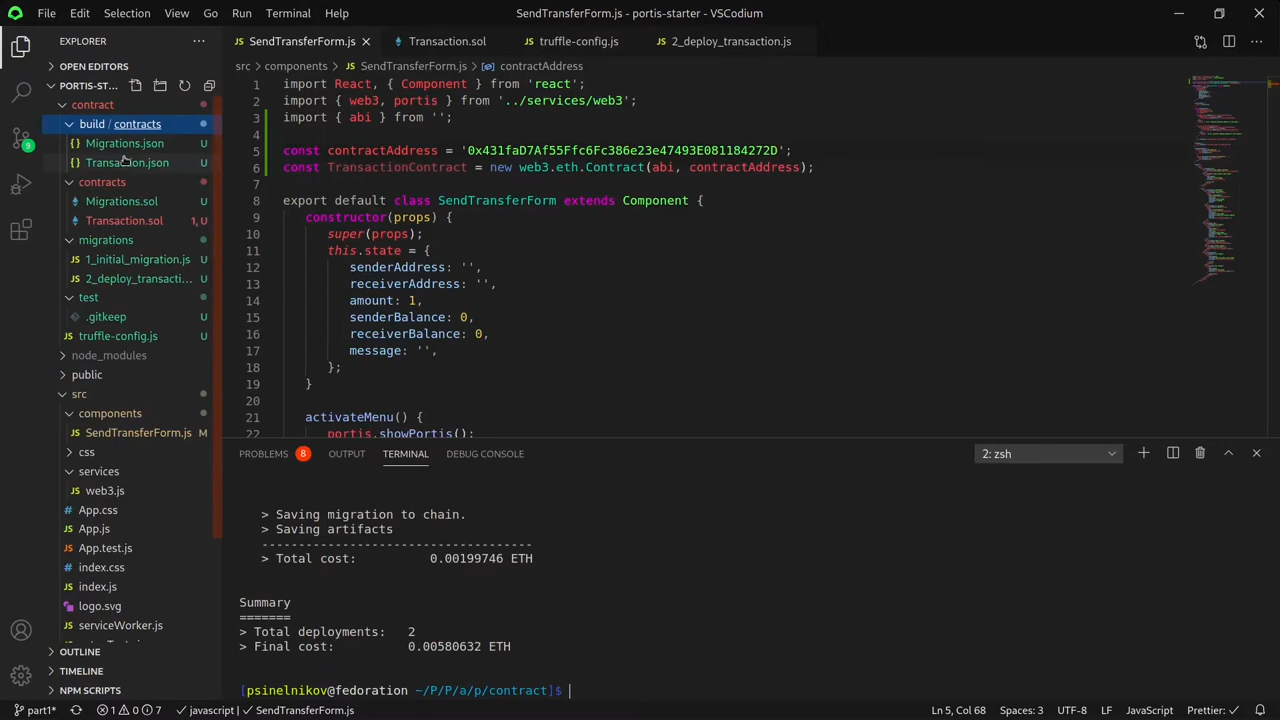 File Edit Selection View Go Run Terminal Help
SendTransferForm.js - portis-starter - VSCodium
EXPLORER
OPEN EDITORS
PORTIS-ST...
contract
build / contracts
Migrations.json
Transaction.json U
contracts
Migrations.sol U
Transaction.sol 1, U
migrations
1_initial_migration.js U
2_deploy_transacti... U
test
.gitkeep U
truffle-config.js U
node_modules
public
src
components
SendTransferForm.js M
css
services
web3.js
App.css
App.js
App.test.js
index.css
index.js
logo.svg
serviceWorker.js
OUTLINE
TIMELINE
NPM SCRIPTS
9
SendTransferForm.js Transaction.sol truffle-config.js 2_deploy_transaction.js
src components SendTransferForm.js contractAddress
1 import React, { Component } from 'react';
2 import { web3, portis } from '../services/web3';
3 import { abi } from '';
4
5 const contractAddress = '0x431faD7Af55Ffc6Fc386e23e47493E081184272D';
6 const TransactionContract = new web3.eth.Contract(abi, contractAddress);
7
8 export default class SendTransferForm extends Component {
9 constructor(props) {
10 super(props);
11 this.state = {
12 senderAddress: '',
13 receiverAddress: '',
14 amount: 1,
15 senderBalance: 0,
16 receiverBalance: 0,
17 message: '',
18 };
19 }
20
21 activateMenu() {
22 portis.showPortis();
PROBLEMS 8 OUTPUT TERMINAL DEBUG CONSOLE
2: zsh
> Saving migration to chain.
> Saving artifacts
-------------------------------------
> Total cost: 0.00199746 ETH
Summary
=======
> Total deployments: 2
> Final cost: 0.00580632 ETH
[psinelnikov@fedoration ~/P/P/a/p/contract]$
part1* 1 0 7 javascript | SendTransferForm.js
Ln 5, Col 68 Spaces: 3 UTF-8 LF JavaScript Prettier: